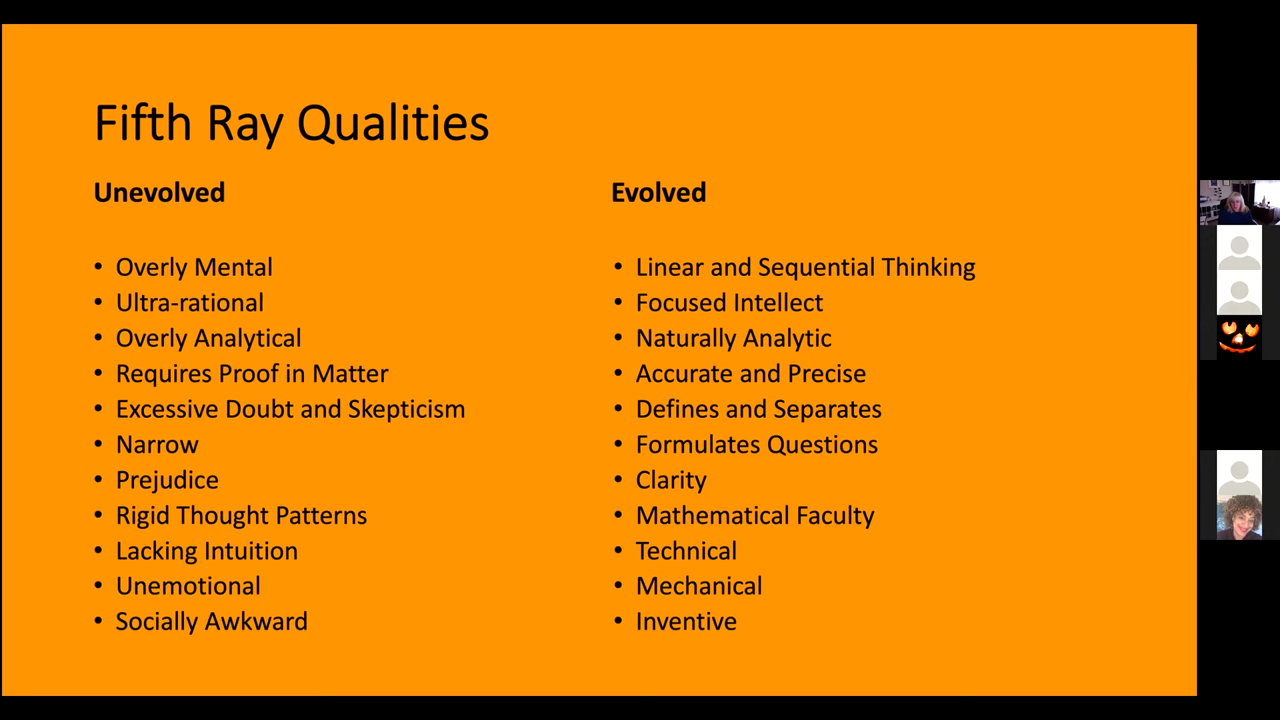 Fifth Ray Qualities
Unevolved
• Overly Mental
• Ultra-rational
• Overly Analytical
• Requires Proof in Matter
• Excessive Doubt and Skepticism
• Narrow
• Prejudice
• Rigid Thought Patterns
• Lacking Intuition
• Unemotional
• Socially Awkward
Evolved
• Linear and Sequential Thinking
• Focused Intellect
• Naturally Analytic
• Accurate and Precise
• Defines and Separates
• Formulates Questions
• Clarity
• Mathematical Faculty
• Technical
• Mechanical
• Inventive